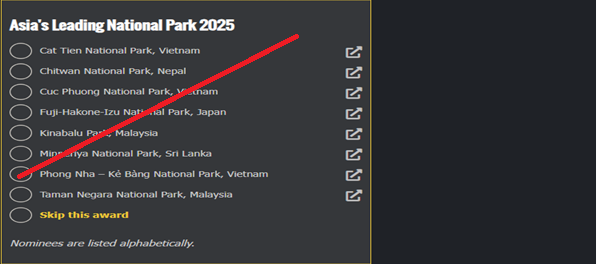 Asia's Leading National Park 2025
Cat Tien National Park, Vietnam
Chitwan National Park, Nepal
Cuc Phuong National Park, Vietnam
Fuji-Hakone-Izu National Park, Japan
Kinabalu Park, Malaysia
Minneriya National Park, Sri Lanka
Phong Nha – Kẻ Bàng National Park, Vietnam
Taman Negara National Park, Malaysia
Skip this award
Nominees are listed alphabetically.